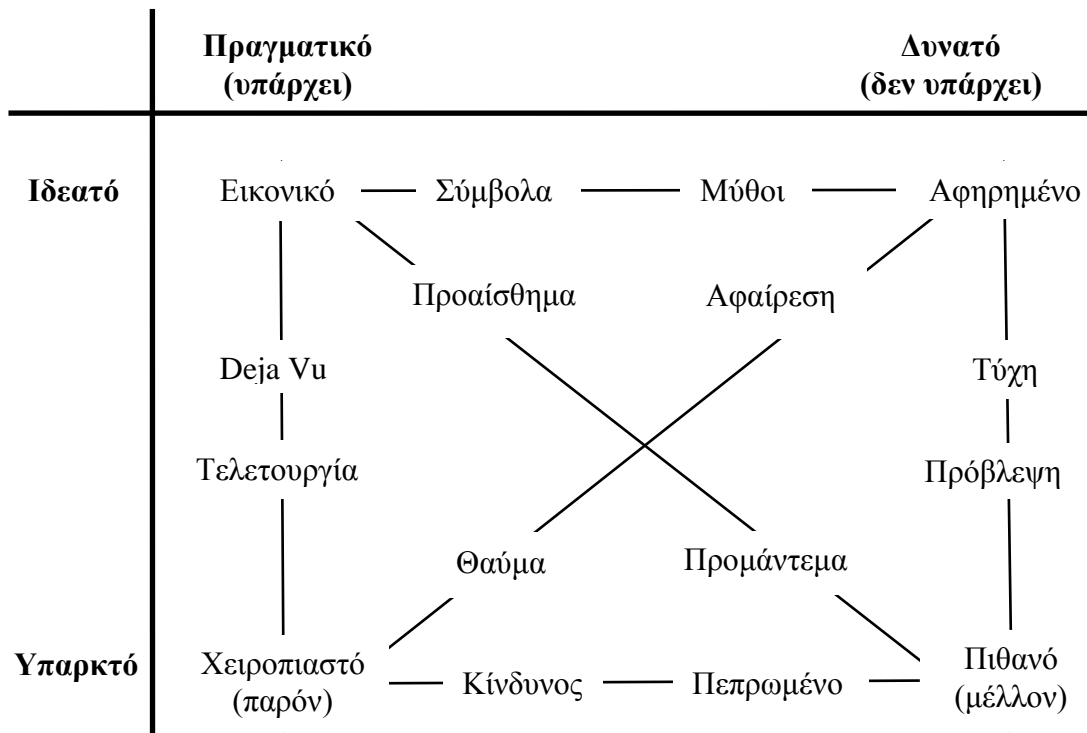 Πραγματικό
(υπάρχει)
Δυνατό
(δεν υπάρχει)
Ιδεατό
Εικονικό
Σύμβολα
Μύθοι
Αφηρημένο
Προαίσθημα
Αφαίρεση
Deja Vu
Τύχη
Τελετουργία
Πρόβλεψη
Θαύμα
Προμάντεμα
Υπαρκτό
Χειροπιαστό
(παρόν)
Κίνδυνος
Πεπρωμένο
Πιθανό
(μέλλον)